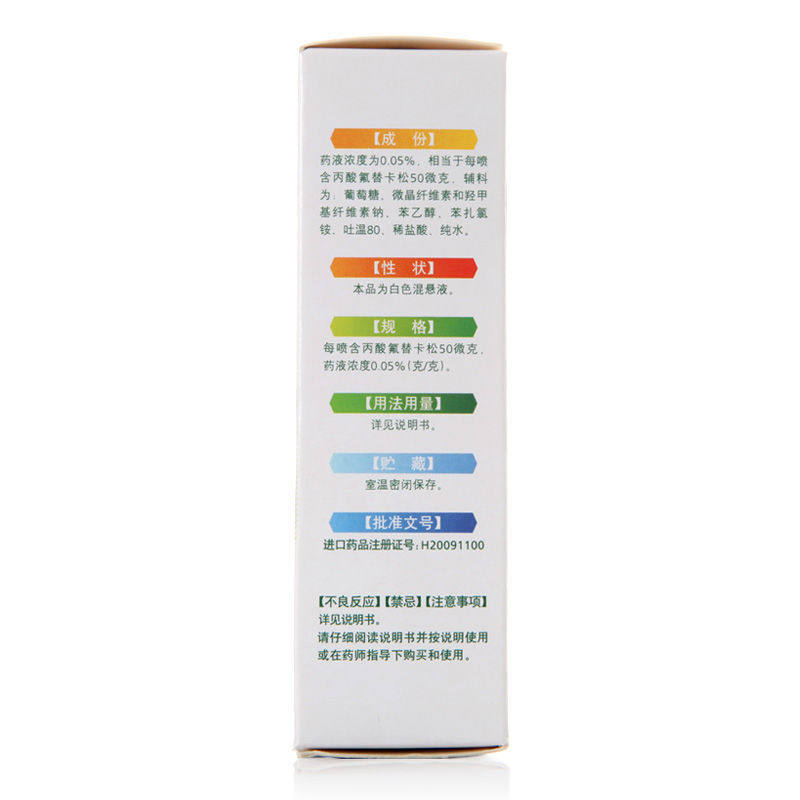 【成 份】
药液浓度为0.05%，相当于每喷
含丙酸氟替卡松50微克，辅料
为：葡萄糖、微晶纤维素和羟甲
基纤维素钠、苯乙醇、苯扎氯
铵、吐温80、稀盐酸、纯水。
【性 状】
本品为白色混悬液。
【规 格】
每喷含丙酸氟替卡松50微克，
药液浓度0.05%(克/克)。
【用法用量】
详见说明书。
【贮 藏】
室温密闭保存。
【批准文号】
进口药品注册证号：H20091100
【不良反应】【禁忌】【注意事项】
详见说明书。
请仔细阅读说明书并按说明使用
或在药师指导下购买和使用。